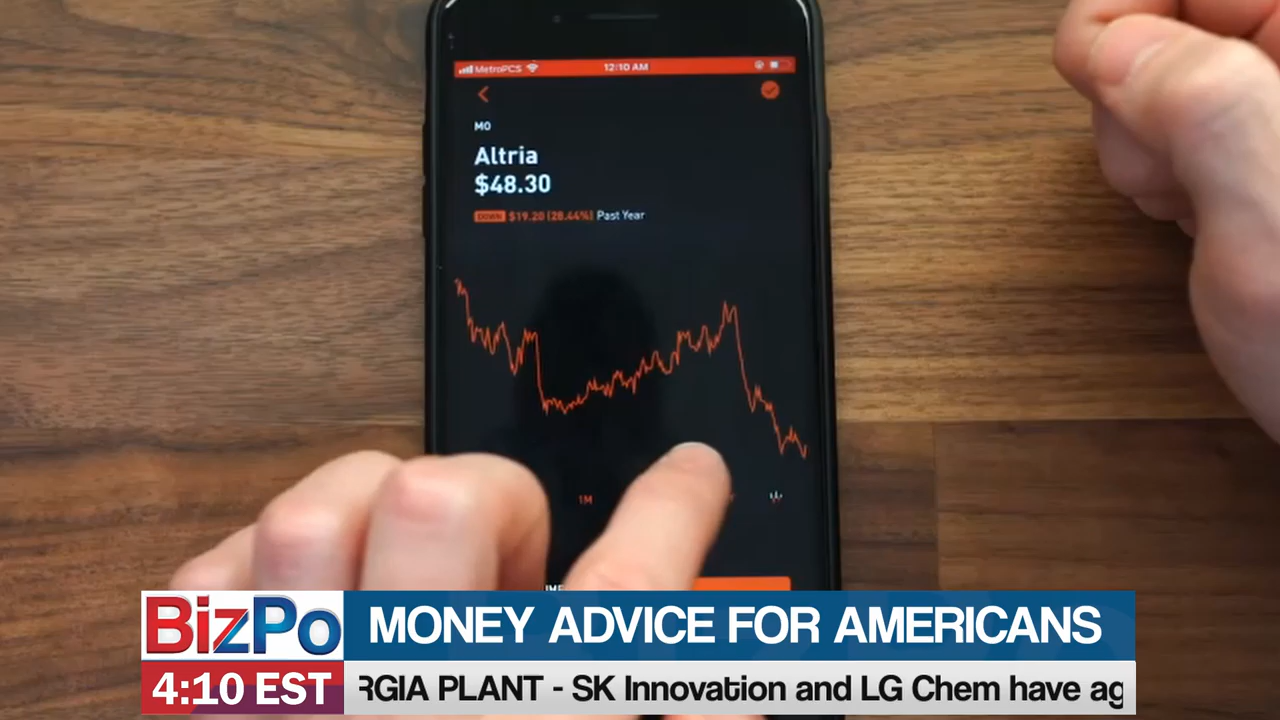 MetroPCS 12:10 AM
MO
Altria
$48.30
DOWN $19.20 (28.44%) Past Year
1M
BizPo MONEY ADVICE FOR AMERICANS
4:10 EST RGIA PLANT - SK Innovation and LG Chem have ag